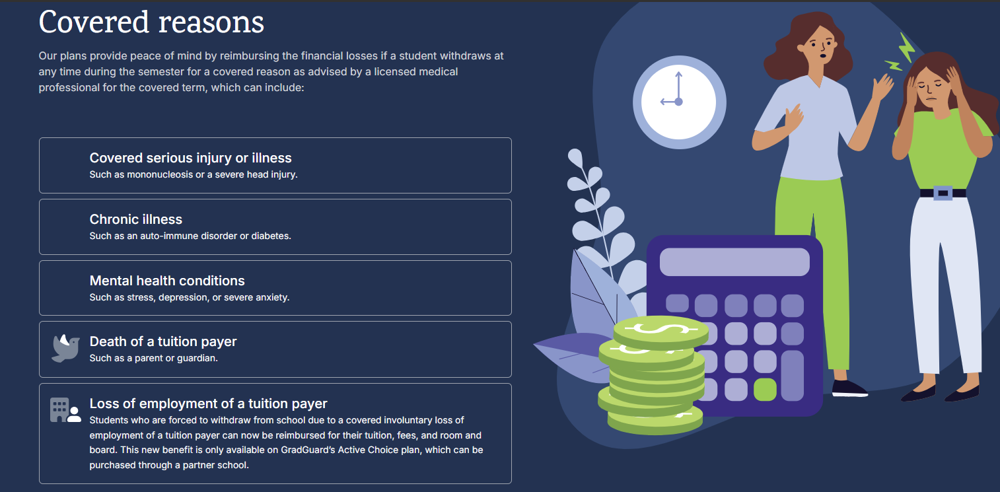 Covered reasons
Our plans provide peace of mind by reimbursing the financial losses if a student withdraws at
any time during the semester for a covered reason as advised by a licensed medical
professional for the covered term, which can include:
Covered serious injury or illness
Such as mononucleosis or a severe head injury.
Chronic illness
Such as an auto-immune disorder or diabetes.
Mental health conditions
Such as stress, depression, or severe anxiety.
Death of a tuition payer
Such as a parent or guardian.
Loss of employment of a tuition payer
Students who are forced to withdraw from school due to a covered involuntary loss of
employment of a tuition payer can now be reimbursed for their tuition, fees, and room and
board. This new benefit is only available on GradGuard’s Active Choice plan, which can be
purchased through a partner school.